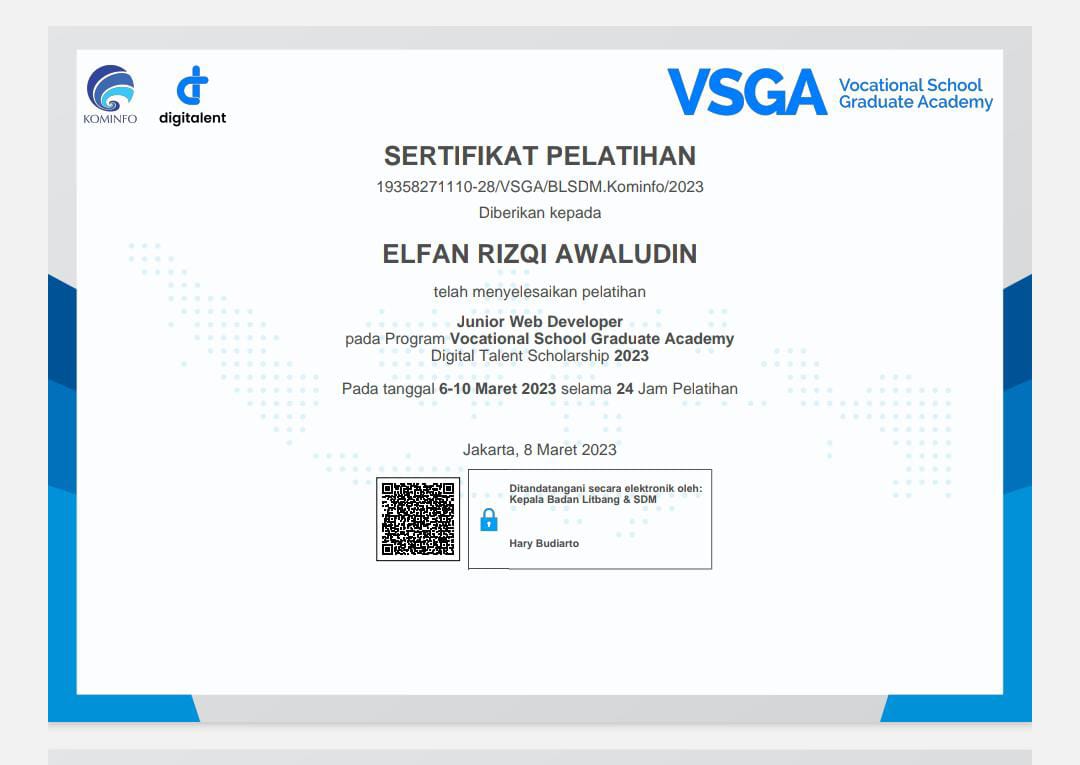 KOMINFO
digitalent
VSGA
Vocational School
Graduate Academy
SERTIFIKAT PELATIHAN
19358271110-28/VSGA/BLSDM.Kominfo/2023
Diberikan kepada
ELFAN RIZQI AWALUDIN
telah menyelesaikan pelatihan
Junior Web Developer
pada Program Vocational School Graduate Academy
Digital Talent Scholarship 2023
Pada tanggal 6-10 Maret 2023 selama 24 Jam Pelatihan
Jakarta, 8 Maret 2023
Ditandatangani secara elektronik oleh:
Kepala Badan Litbang & SDM
Hary Budiarto